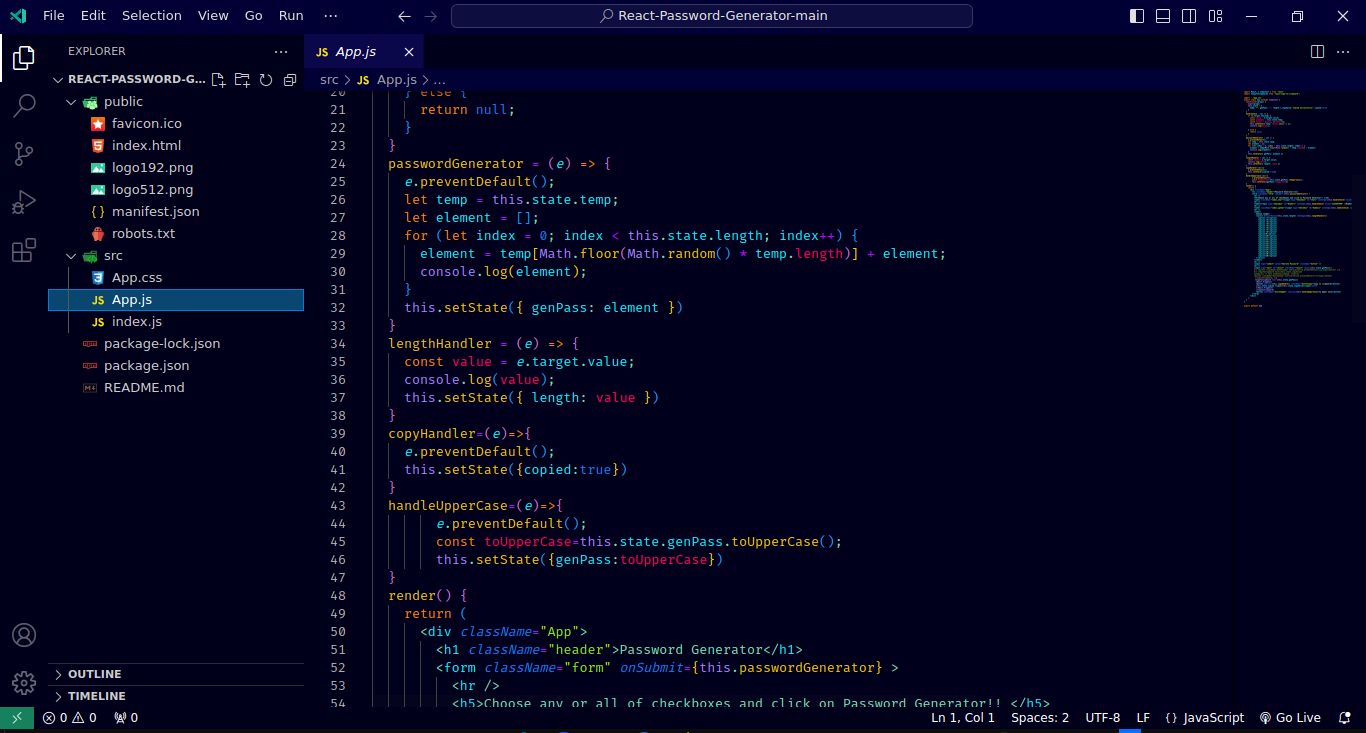 File Edit Selection View Go Run ··· React-Password-Generator-main
EXPLORER ···
REACT-PASSWORD-G...
public
favicon.ico
index.html
logo192.png
logo512.png
{ } manifest.json
robots.txt
src
App.css
JS App.js
JS index.js
package-lock.json
package.json
README.md
OUTLINE
TIMELINE
JS App.js
src > JS App.js > ...
20 } else {
21 return null;
22 }
23 }
24 passwordGenerator = (e) => {
25 e.preventDefault();
26 let temp = this.state.temp;
27 let element = [];
28 for (let index = 0; index < this.state.length; index++) {
29 element = temp[Math.floor(Math.random() * temp.length)] + element;
30 console.log(element);
31 }
32 this.setState({ genPass: element })
33 }
34 lengthHandler = (e) => {
35 const value = e.target.value;
36 console.log(value);
37 this.setState({ length: value })
38 }
39 copyHandler=(e)=>{
40 e.preventDefault();
41 this.setState({copied:true})
42 }
43 handleUpperCase=(e)=>{
44 e.preventDefault();
45 const toUpperCase=this.state.genPass.toUpperCase();
46 this.setState({genPass:toUpperCase})
47 }
48 render() {
49 return (
50 <div className="App">
51 <h1 className="header">Password Generator</h1>
52 <form className="form" onSubmit={this.passwordGenerator} >
53 <hr />
54 <h5>Choose any or all of checkboxes and click on Password Generator!! </h5>
0 0 0 Ln 1, Col 1 Spaces: 2 UTF-8 LF { } JavaScript Go Live